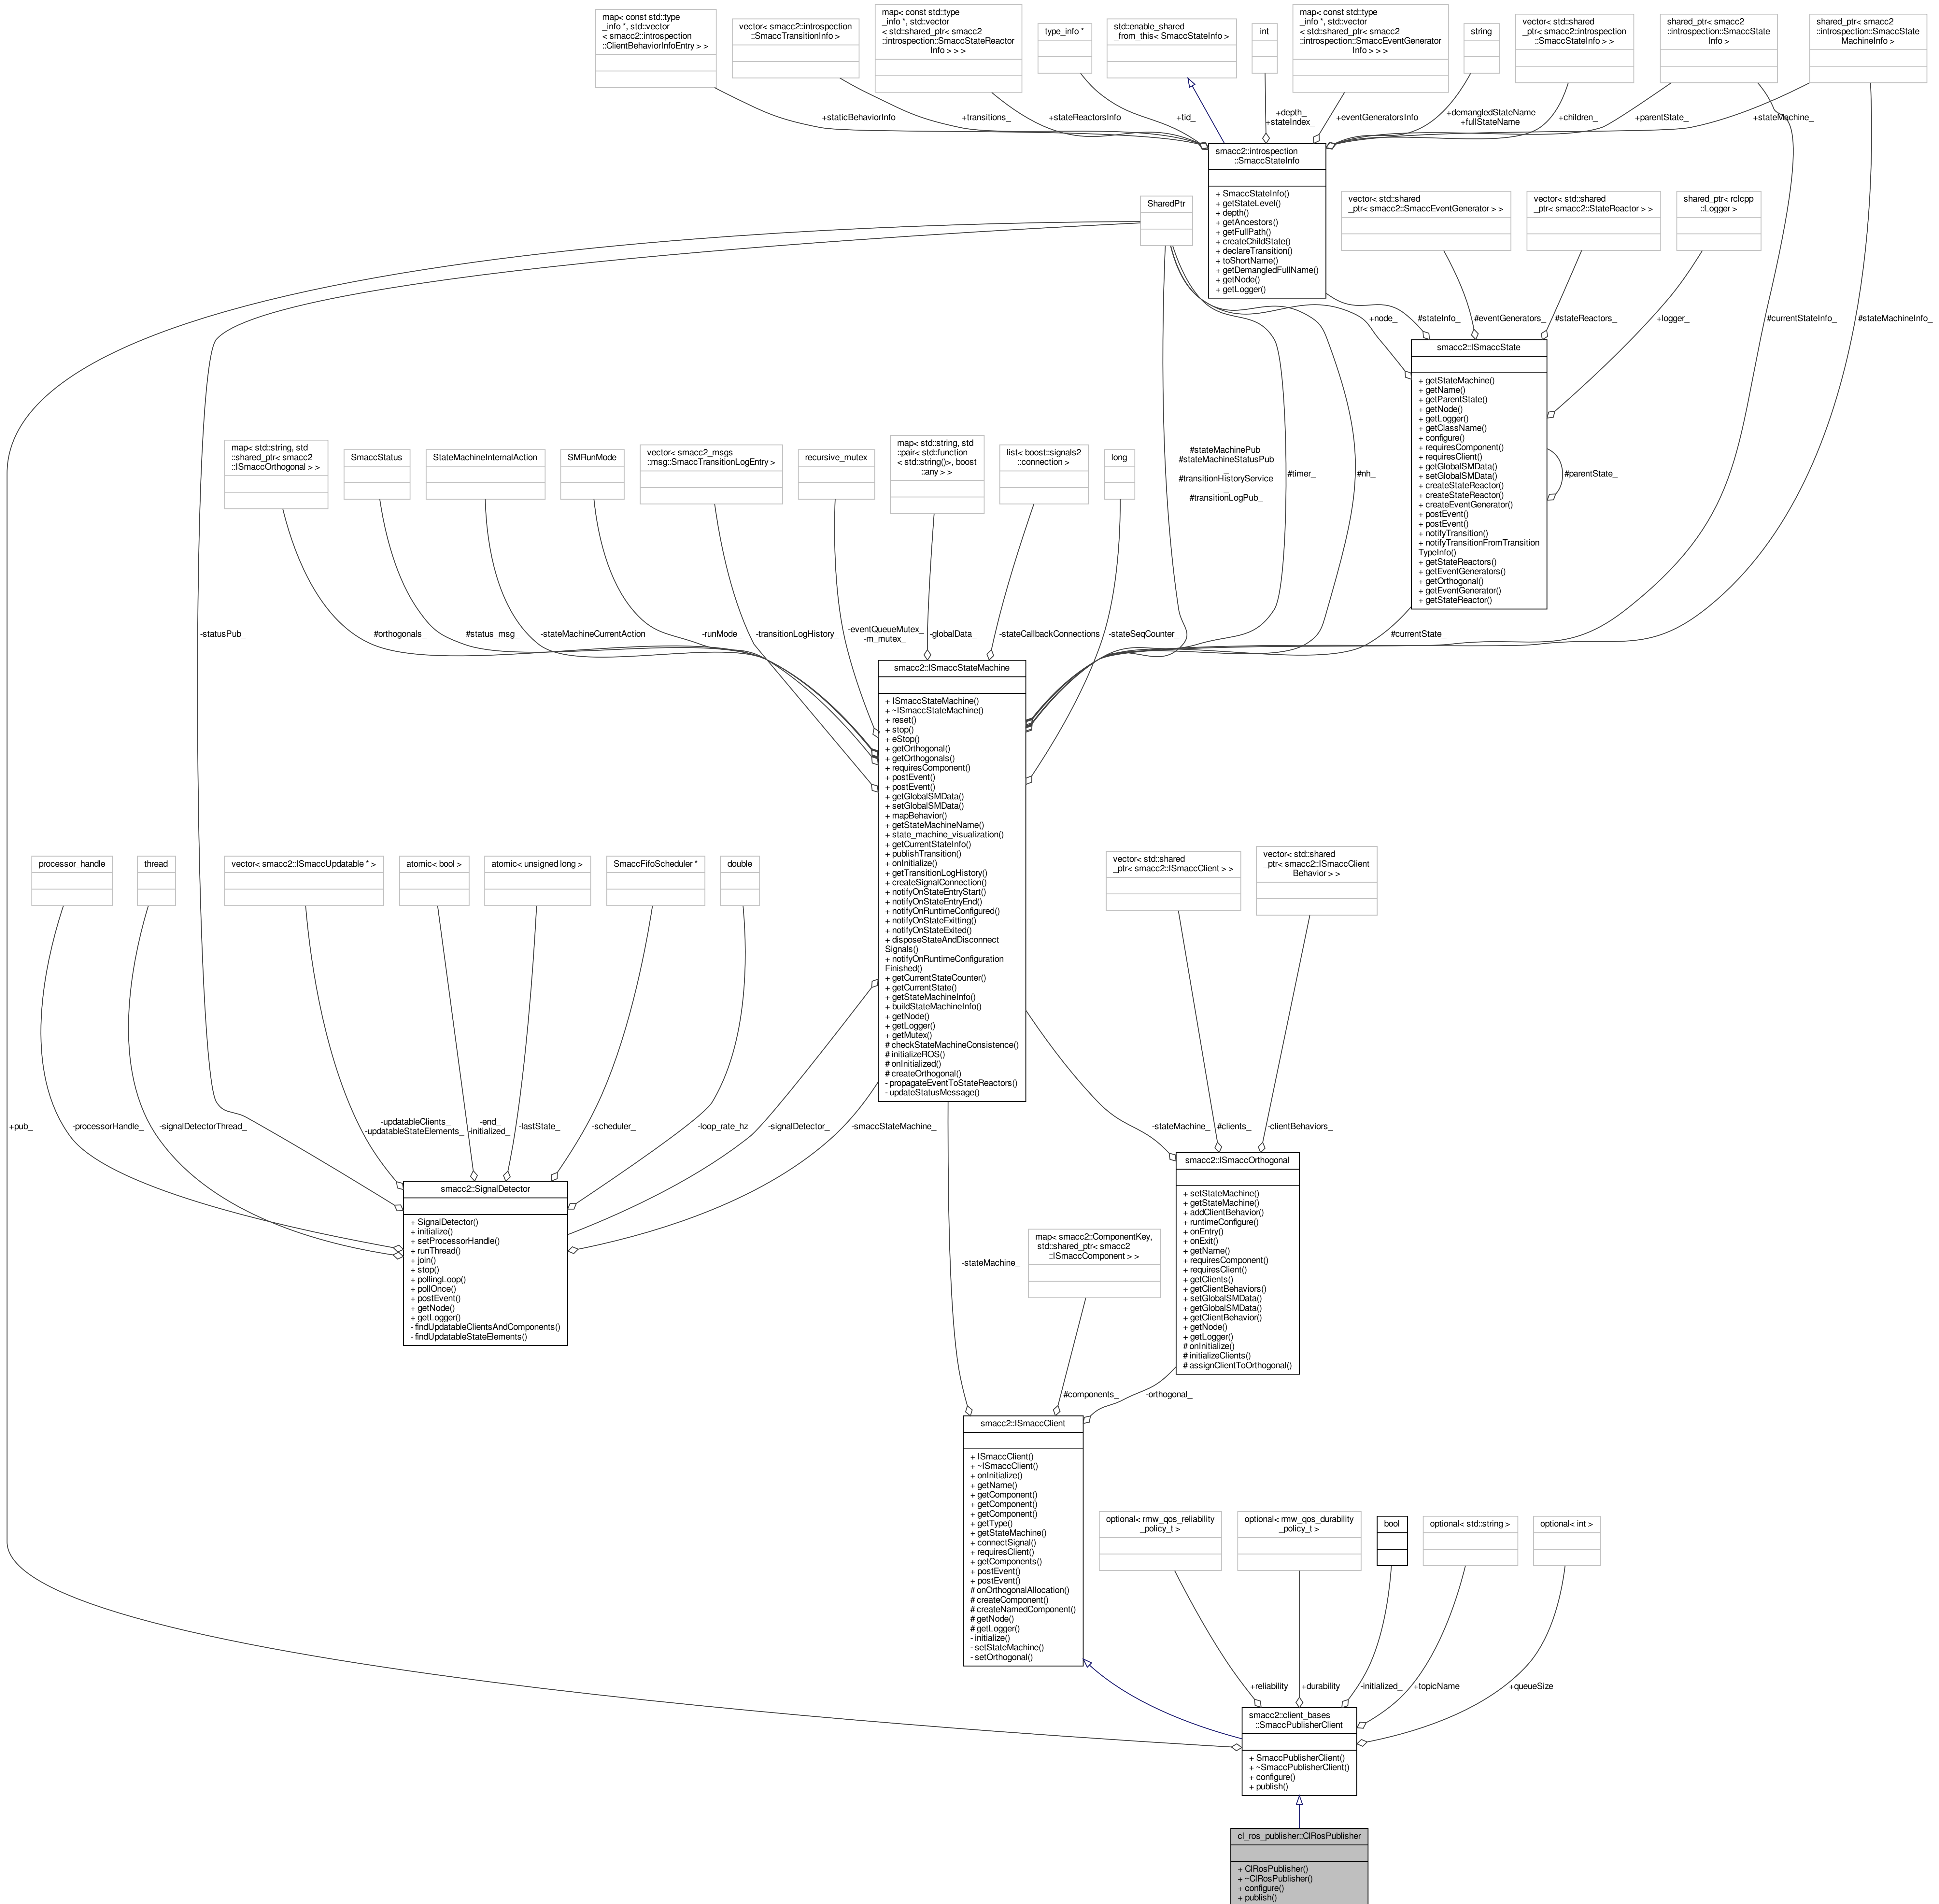 map< const std::type
_info *, std::vector
< smacc2::introspection
::ClientBehaviorInfoEntry > >
vector< smacc2::introspection
::SmaccTransitionInfo >
map< const std::type
_info *, std::vector
< std::shared_ptr< smacc2
::introspection::SmaccStateReactor
Info > > >
type_info *
std::enable_shared
_from_this< SmaccStateInfo >
int
map< const std::type
_info *, std::vector
< std::shared_ptr< smacc2
::introspection::SmaccEventGenerator
Info > > >
string
vector< std::shared
_ptr< smacc2::introspection
::SmaccStateInfo > >
shared_ptr< smacc2
::introspection::SmaccState
Info >
shared_ptr< smacc2
::introspection::SmaccState
MachineInfo >
+staticBehaviorInfo
+transitions_
+stateReactorsInfo
+tid_
+depth_
+stateIndex_
+eventGeneratorsInfo
+demangledStateName
+fullStateName
+children_
+parentState_
+stateMachine_
smacc2::introspection
::SmaccStateInfo
+ SmaccStateInfo()
+ getStateLevel()
+ depth()
+ getAncestors()
+ getFullPath()
+ createChildState()
+ declareTransition()
+ toShortName()
+ getDemangledFullName()
+ getNode()
+ getLogger()
SharedPtr
vector< std::shared
_ptr< smacc2::SmaccEventGenerator > >
vector< std::shared
_ptr< smacc2::StateReactor > >
shared_ptr< rclcpp
::Logger >
+node_
#stateInfo_
#eventGenerators_
#stateReactors_
+logger_
#currentStateInfo_
#stateMachineInfo_
smacc2::ISmaccState
+ getStateMachine()
+ getName()
+ getParentState()
+ getNode()
+ getLogger()
+ getClassName()
+ configure()
+ requiresComponent()
+ requiresClient()
+ getGlobalSMData()
+ setGlobalSMData()
+ createStateReactor()
+ createStateReactor()
+ createEventGenerator()
+ postEvent()
+ postEvent()
+ notifyTransition()
+ notifyTransitionFromTransition
TypeInfo()
+ getStateReactors()
+ getEventGenerators()
+ getOrthogonal()
+ getEventGenerator()
+ getStateReactor()
#parentState_
map< std::string, std
::shared_ptr< smacc2
::ISmaccOrthogonal > >
SmaccStatus
StateMachineInternalAction
SMRunMode
vector< smacc2_msgs
::msg::SmaccTransitionLogEntry >
recursive_mutex
map< std::string, std
::pair< std::function
< std::string()>, boost
::any > >
list< boost::signals2
::connection >
long
#stateMachinePub_
#stateMachineStatusPub
_
#transitionHistoryService
_
#transitionLogPub_
#timer_
#nh_
-statusPub_
#orthogonals_
#status_msg_
-stateMachineCurrentAction
-runMode_
-transitionLogHistory_
-eventQueueMutex_
-m_mutex_
-globalData_
-stateCallbackConnections
-stateSeqCounter_
#currentState_
smacc2::ISmaccStateMachine
+ ISmaccStateMachine()
+ ~ISmaccStateMachine()
+ reset()
+ stop()
+ eStop()
+ getOrthogonal()
+ getOrthogonals()
+ requiresComponent()
+ postEvent()
+ postEvent()
+ getGlobalSMData()
+ setGlobalSMData()
+ mapBehavior()
+ getStateMachineName()
+ state_machine_visualization()
+ getCurrentStateInfo()
+ publishTransition()
+ onInitialize()
+ getTransitionLogHistory()
+ createSignalConnection()
+ notifyOnStateEntryStart()
+ notifyOnStateEntryEnd()
+ notifyOnRuntimeConfigured()
+ notifyOnStateExitting()
+ notifyOnStateExited()
+ disposeStateAndDisconnect
Signals()
+ notifyOnRuntimeConfiguration
Finished()
+ getCurrentStateCounter()
+ getCurrentState()
+ getStateMachineInfo()
+ buildStateMachineInfo()
+ getNode()
+ getLogger()
+ getMutex()
# checkStateMachineConsistence()
# initializeROS()
# onInitialized()
# createOrthogonal()
- propagateEventToStateReactors()
- updateStatusMessage()
processor_handle
thread
vector< smacc2::ISmaccUpdatable * >
atomic< bool >
atomic< unsigned long >
SmaccFifoScheduler *
double
vector< std::shared
_ptr< smacc2::ISmaccClient > >
vector< std::shared
_ptr< smacc2::ISmaccClient
Behavior > >
+pub_
-processorHandle_
-signalDetectorThread_
-updatableClients_
-updatableStateElements_
-end_
-initialized_
-lastState_
-scheduler_
-loop_rate_hz
-signalDetector_
-smaccStateMachine_
-stateMachine_
#clients_
-clientBehaviors_
smacc2::SignalDetector
+ SignalDetector()
+ initialize()
+ setProcessorHandle()
+ runThread()
+ join()
+ stop()
+ pollingLoop()
+ pollOnce()
+ postEvent()
+ getNode()
+ getLogger()
- findUpdatableClientsAndComponents()
- findUpdatableStateElements()
smacc2::ISmaccOrthogonal
+ setStateMachine()
+ getStateMachine()
+ addClientBehavior()
+ runtimeConfigure()
+ onEntry()
+ onExit()
+ getName()
+ requiresComponent()
+ requiresClient()
+ getClients()
+ getClientBehaviors()
+ setGlobalSMData()
+ getGlobalSMData()
+ getClientBehavior()
+ getNode()
+ getLogger()
# onInitialize()
# initializeClients()
# assignClientToOrthogonal()
map< smacc2::ComponentKey,
std::shared_ptr< smacc2
::ISmaccComponent > >
-stateMachine_
#components_
-orthogonal_
smacc2::ISmaccClient
+ ISmaccClient()
+ ~ISmaccClient()
+ onInitialize()
+ getName()
+ getComponent()
+ getComponent()
+ getComponent()
+ getType()
+ getStateMachine()
+ connectSignal()
+ requiresClient()
+ getComponents()
+ postEvent()
+ postEvent()
# onOrthogonalAllocation()
# createComponent()
# createNamedComponent()
# getNode()
# getLogger()
- initialize()
- setStateMachine()
- setOrthogonal()
optional< rmw_qos_reliability
_policy_t >
optional< rmw_qos_durability
_policy_t >
bool
optional< std::string >
optional< int >
+reliability
+durability
-initialized_
+topicName
+queueSize
smacc2::client_bases
::SmaccPublisherClient
+ SmaccPublisherClient()
+ ~SmaccPublisherClient()
+ configure()
+ publish()
cl_ros_publisher::ClRosPublisher
+ ClRosPublisher()
+ ~ClRosPublisher()
+ configure()
+ publish()